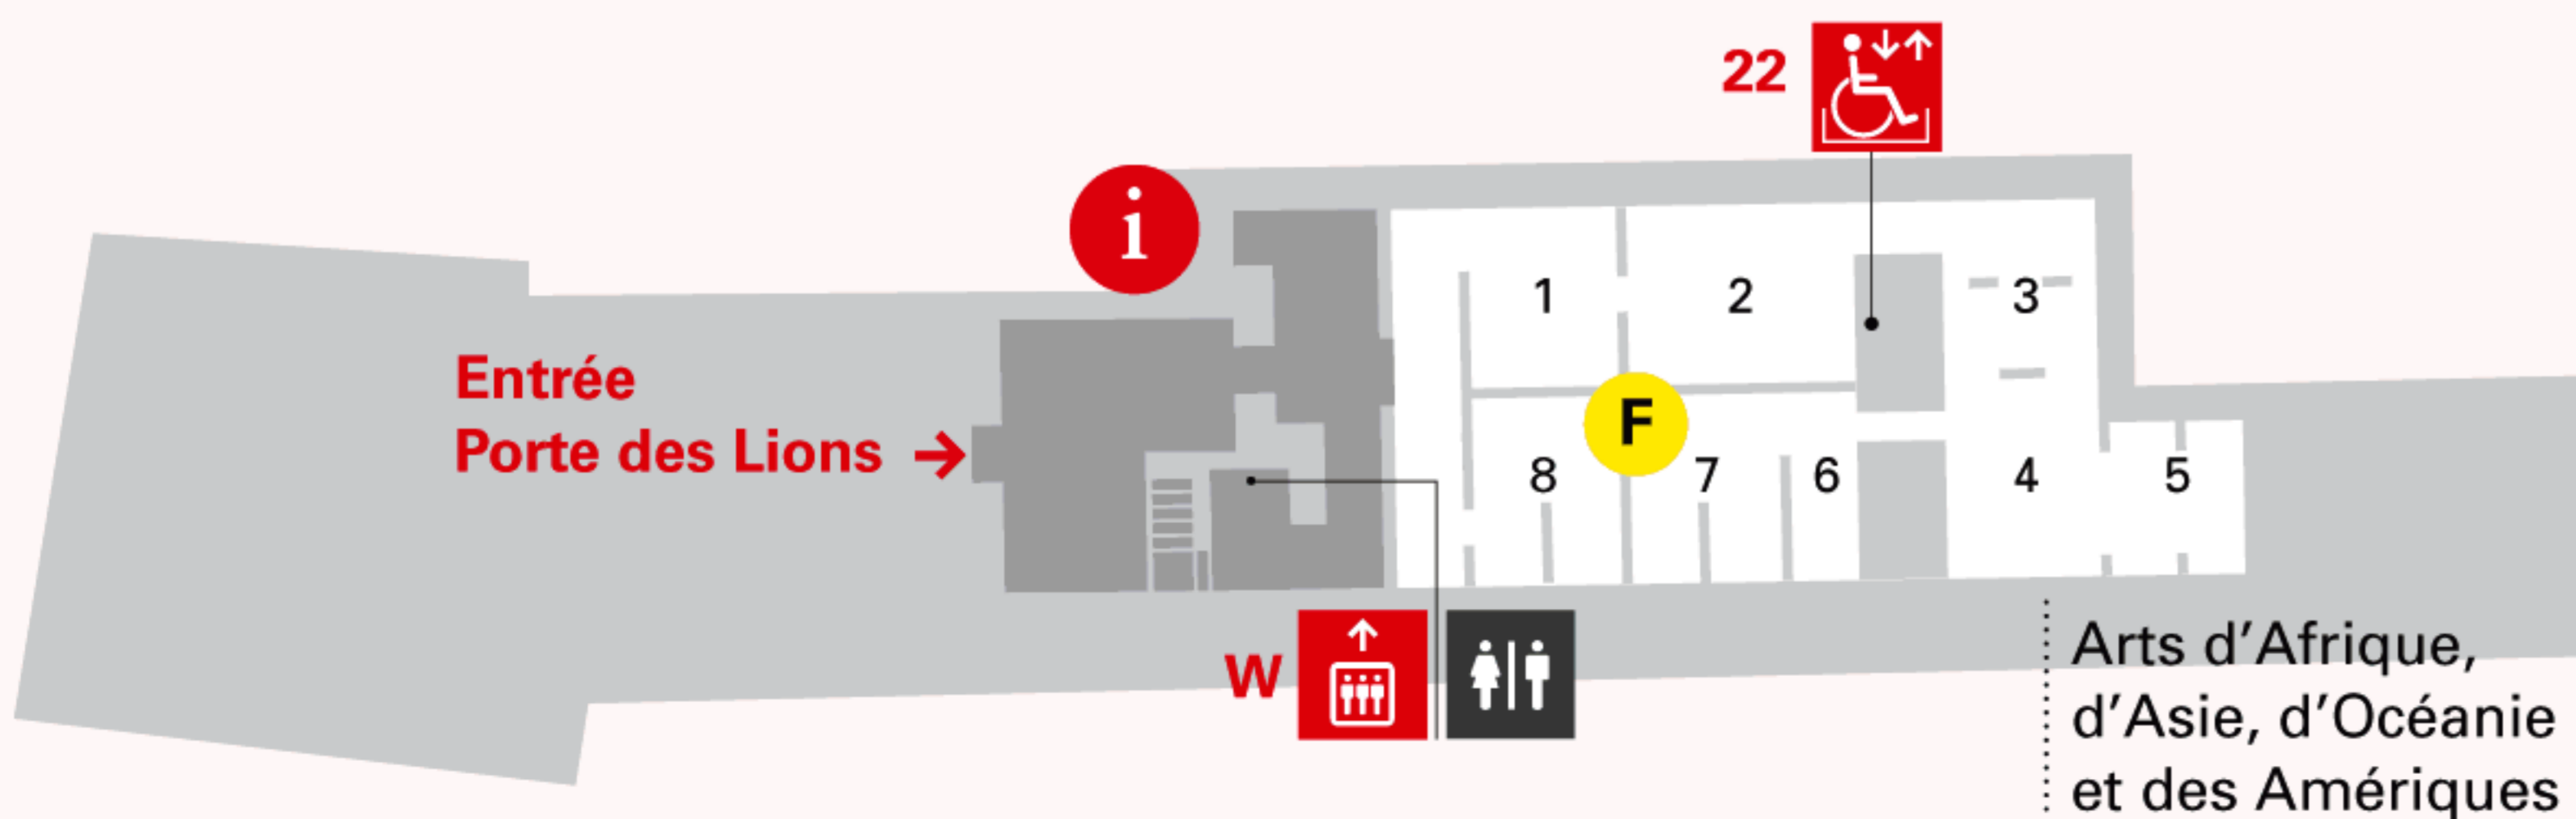 22
i
1
2
3
Entrée
Porte des Lions →
F
8
7
6
4
5
W
Arts d’Afrique,
d’Asie, d’Océanie
et des Amériques